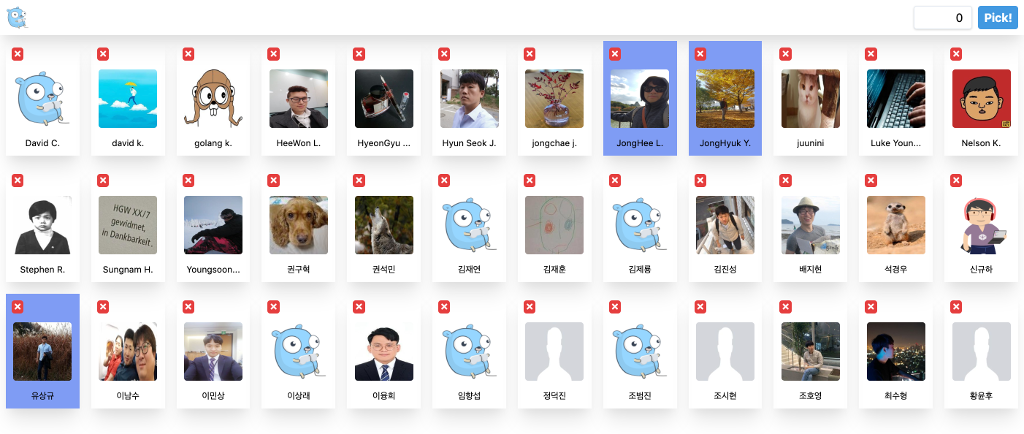 0
Pick!
David C.
david k.
golang k.
HeeWon L.
HyeonGyu ...
Hyun Seok J.
jongchae j.
JongHee L.
JongHyuk Y.
juunini
Luke Youn...
Nelson K.
Stephen R.
HGW XX/7
gewidmet,
in Dankbarkeit.
Sungnam H.
Youngsoon...
권구혁
권석민
김재연
김재훈
김제룡
김진성
배지현
석경우
신규하
유상규
이남수
이민상
이상래
이융희
임향섭
정덕진
조범진
조시현
조호영
최수형
황윤후